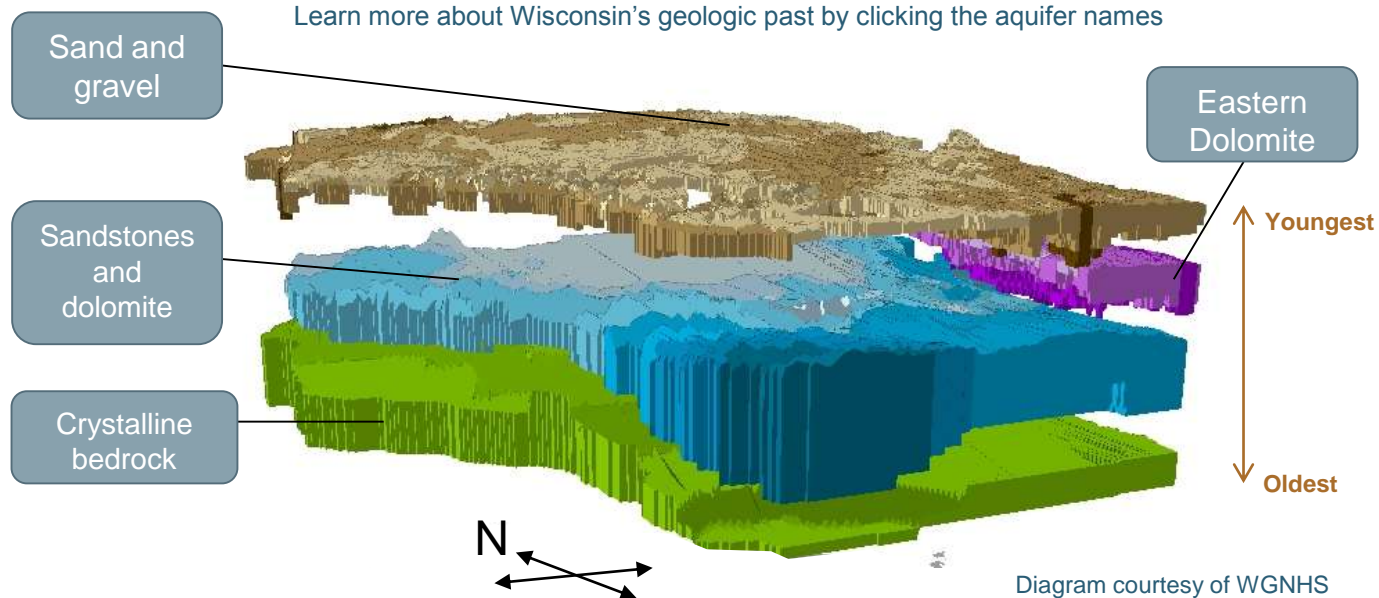 Learn more about Wisconsin’s geologic past by clicking the aquifer names
Sand and
gravel
Eastern
Dolomite
Sandstones
and
dolomite
Youngest
Crystalline
bedrock
Oldest
N
Diagram courtesy of WGNHS